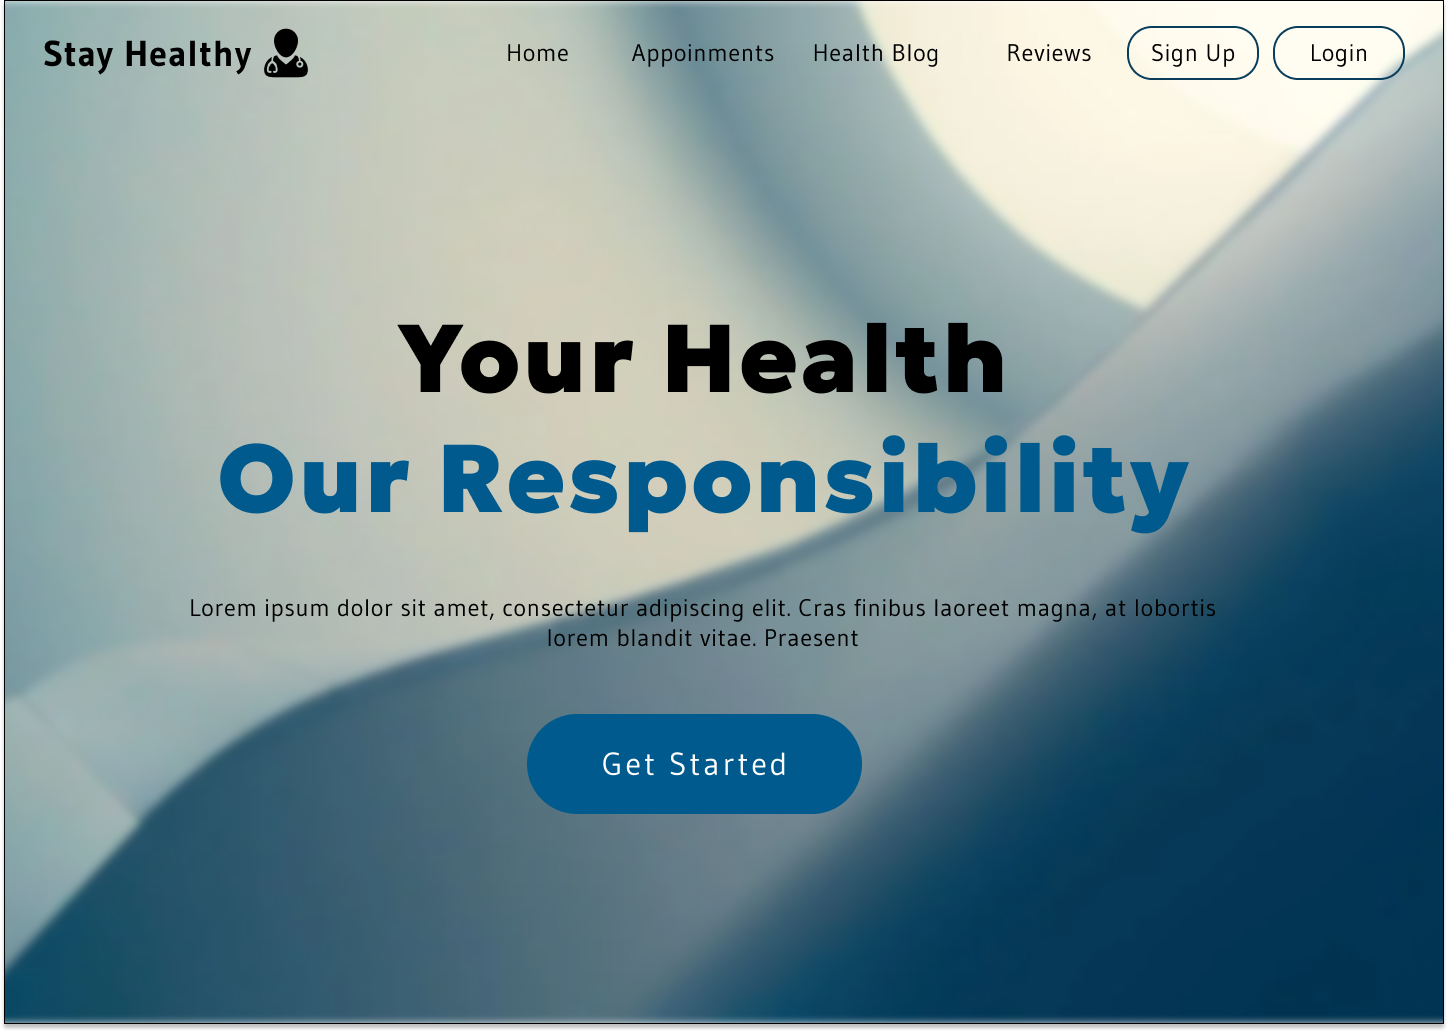 Stay Healthy
Home
Appoinments
Health Blog
Reviews
Sign Up
Login
Your Health
Our Responsibility
Lorem ipsum dolor sit amet, consectetur adipiscing elit. Cras finibus laoreet magna, at lobortis
lorem blandit vitae. Praesent
Get Started